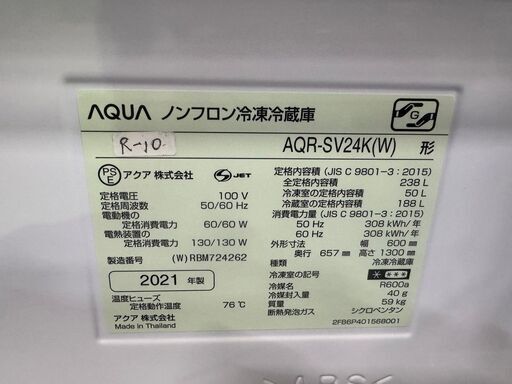 AQUA ノンフロン冷凍冷蔵庫
G
R-10
AQR-SV24K(W) 形
PS E アクア 株式会社 JET
定格電圧 100 V
定格周波数 50/60 Hz
電動機の
定格消費電力 60/60 W
電熱装置の
定格消費電力 130/130 W
製造番号 (W) RBM724262
2021 年製
温度ヒューズ
定格動作温度 76℃
アクア 株式会社
Made in Thailand
定格内容積 (JIS C 9801-3 : 2015)
全定格内容積 238 L
冷凍室の内容積 50 L
冷蔵室の内容積 188 L
消費電力量 (JIS C 9801-3 : 2015)
50 Hz 308 kWh/年
60 Hz 308 kWh/年
外形寸法 幅 600 mm
奥行 657 mm 高さ 1300 mm
種類 冷凍冷蔵庫
冷凍室の記号 ****
冷媒名 R600a
冷媒封入量 40 g
質量 59 kg
断熱発泡ガス シクロペンタン
2FB6P401568001